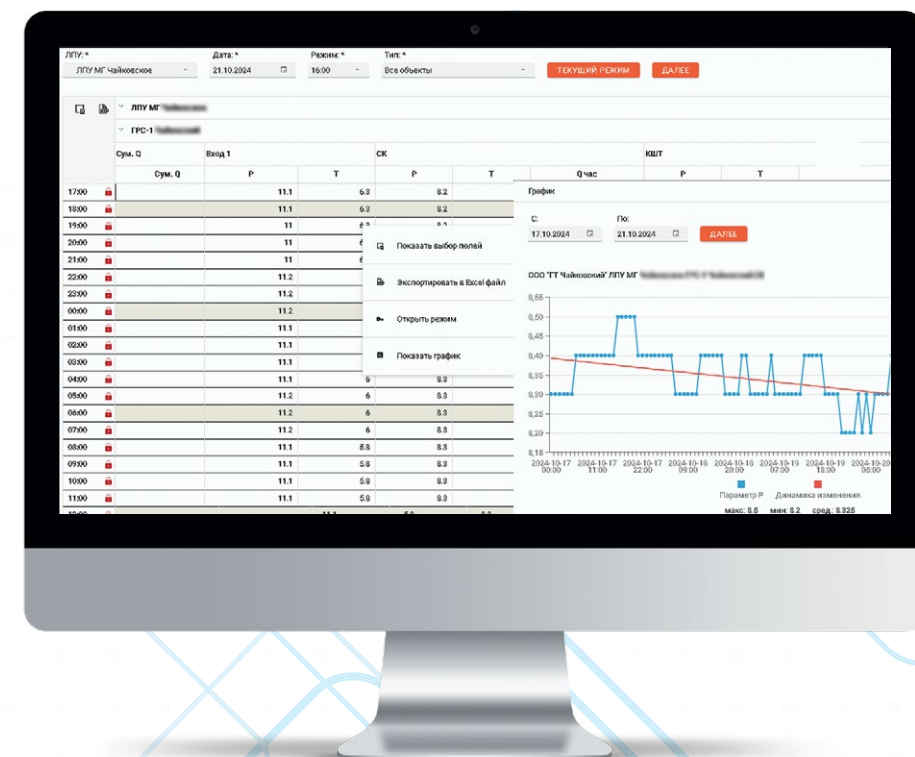 ЛПУ: * Дата: * Режим: * Тип: *
ЛПУ МГ Чайковское 21.10.2024 16:00 Все объекты ТЕКУЩИЙ РЕЖИМ ДАЛЕЕ
ЛПУ МГ
ГРС-1
Сум. Q Вход 1 СК КШТ
Сум. Q P T P T Q час P T
17:00 11.1 6.3 8.2
18:00 11.1 6.3 8.2
19:00 11
20:00 11
21:00 11
22:00 11.2
23:00 11.2
00:00 11.2
01:00 11.1
02:00 11.1
03:00 11.1
04:00 11.1 6 8.3
05:00 11.2 6 8.3
06:00 11.2 6 8.3
07:00 11.2 6 8.3
08:00 11.1 5.8 8.3
09:00 11.1 5.8 8.3
10:00 11.1 5.8 8.3
11:00 11.1 5.8 8.3
Показать выбор полей
Экспортировать в Excel файл
Открыть режим
Показать график
График
С: По:
17.10.2024 21.10.2024 ДАЛЕЕ
ООО "ГТ Чайковский" ЛПУ МГ
8,55
8,50
8,45
8,40
8,35
8,30
8,25
8,20
8,15
2024-10-17 2024-10-17 2024-10-17 2024-10-18 2024-10-18 2024-10-19 2024-10-19 2024-10-20
00:00 11:00 22:00 09:00 20:00 07:00 18:00 05:00
Параметр P Динамика изменения
макс: 8.5 мин: 8.2 сред.: 8.325